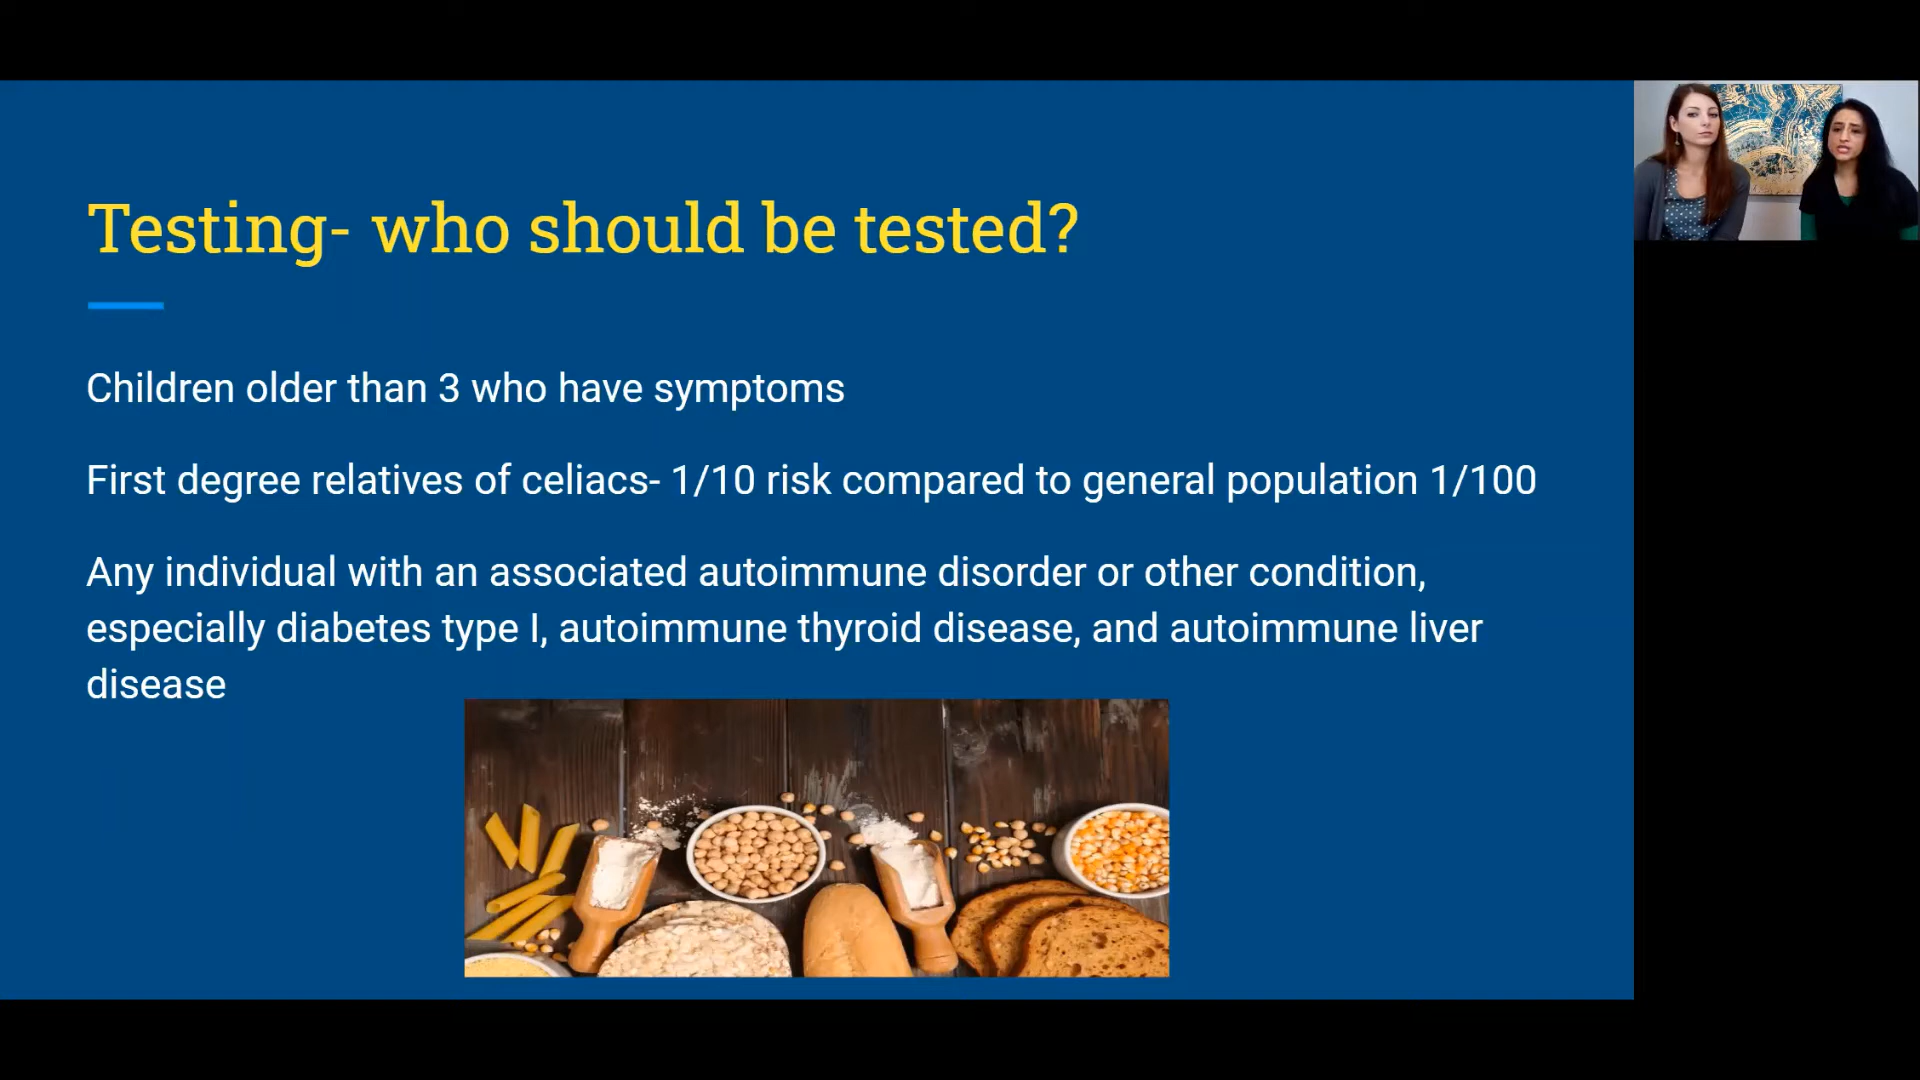 Testing- who should be tested?
Children older than 3 who have symptoms
First degree relatives of celiacs- 1/10 risk compared to general population 1/100
Any individual with an associated autoimmune disorder or other condition,
especially diabetes type I, autoimmune thyroid disease, and autoimmune liver
disease